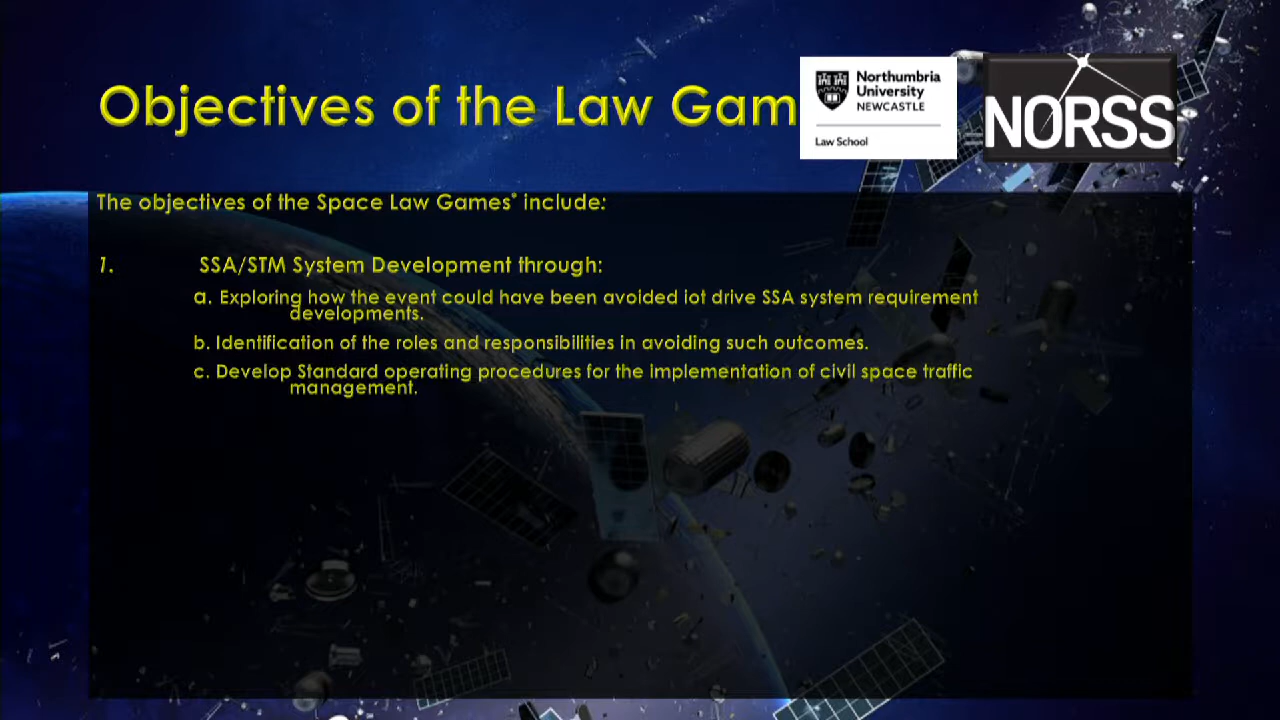 Objectives of the Law Gam
Northumbria
University
NEWCASTLE
Law School
NORSS
The objectives of the Space Law Games® include:
1. SSA/STM System Development through:
a. Exploring how the event could have been avoided iot drive SSA system requirement
developments.
b. Identification of the roles and responsibilities in avoiding such outcomes.
c. Develop Standard operating procedures for the implementation of civil space traffic
management.